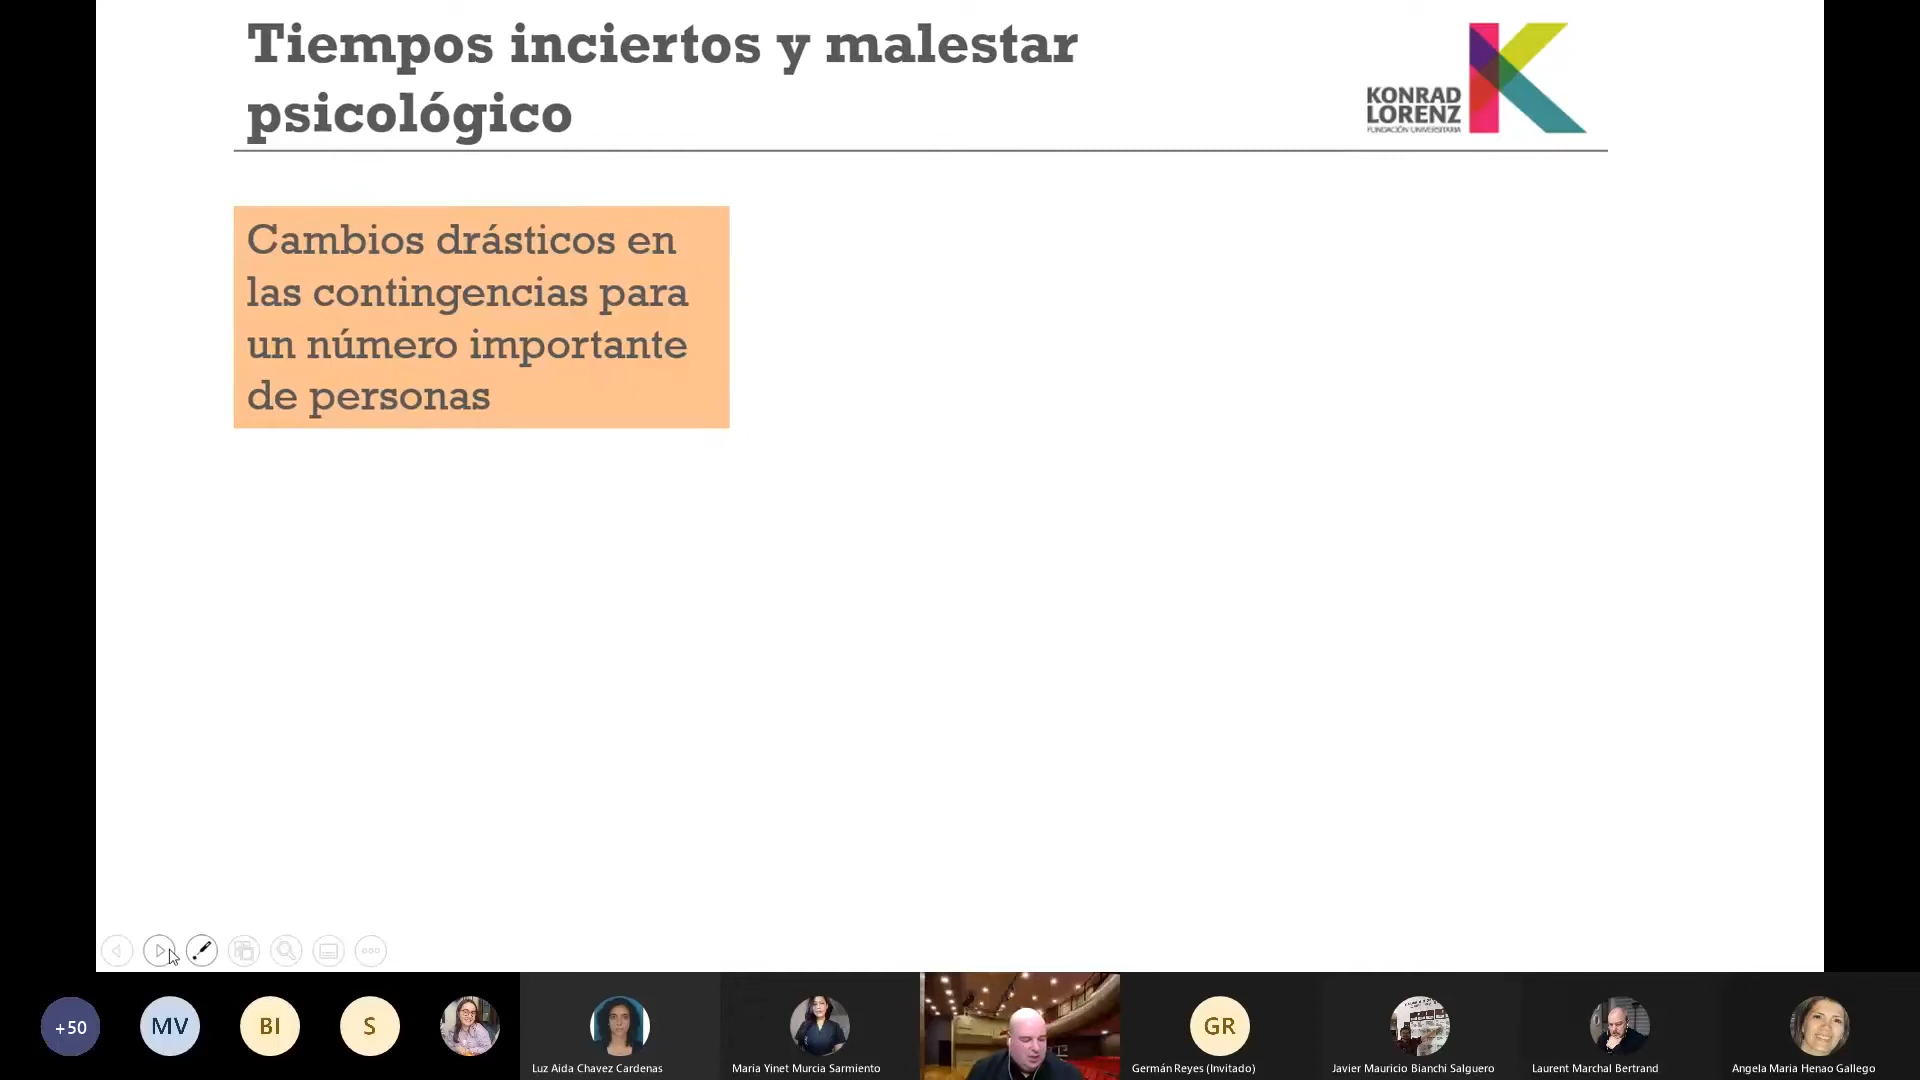 Tiempos inciertos y malestar
psicológico
KONRAD
LORENZ
FUNDACIÓN UNIVERSITARIA
Cambios drásticos en
las contingencias para
un número importante
de personas
+50
MV
BI
S
GR
Luz Aida Chavez Cardenas
Maria Yinet Murcia Sarmiento
Germán Reyes (Invitado)
Javier Mauricio Bianchi Salguero
Laurent Marchal Bertrand
Angela Maria Henao Gallego